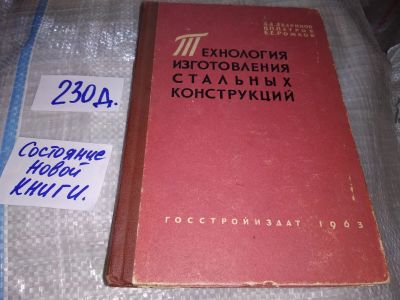 230д.
Состояние
новой
книги.
ТЕХНОЛОГИЯ
ИЗГОТОВЛЕНИЯ
СТАЛЬНЫХ
КОНСТРУКЦИЙ
ГОССТРОЙИЗДАТ 1963